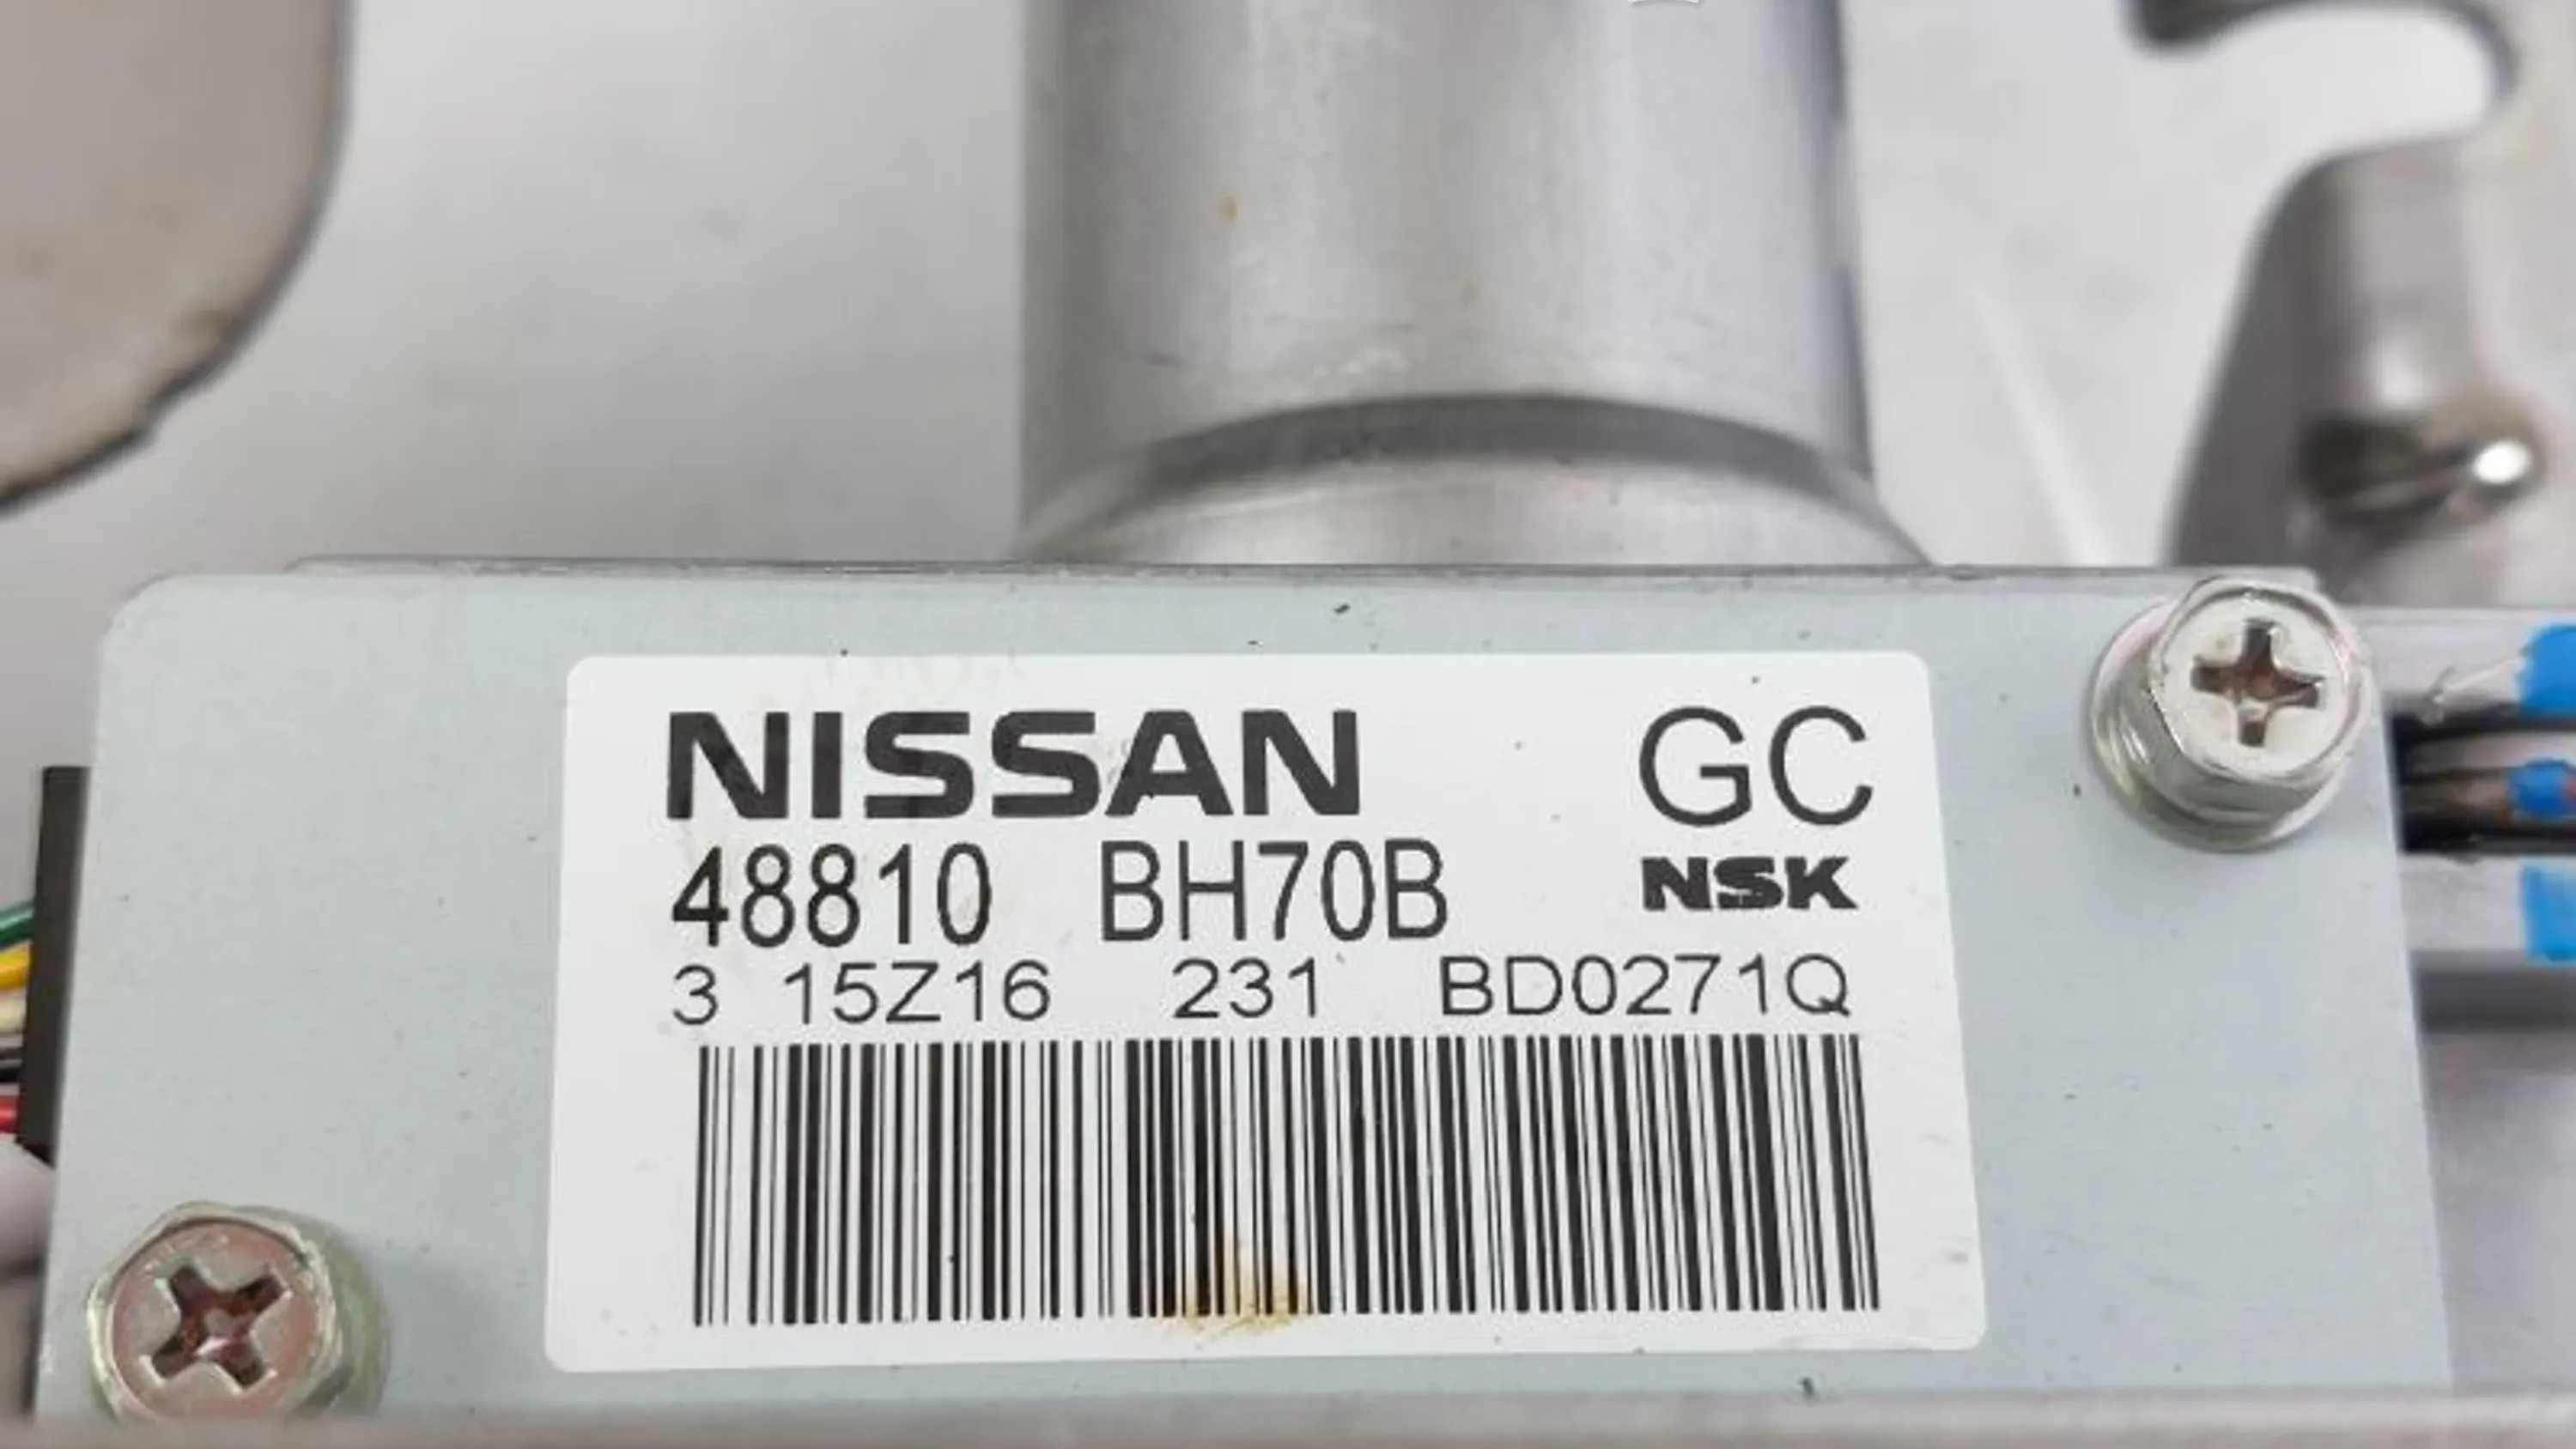 NISSAN GC
48810 BH70B NSK
3 15Z16 231 BD0271Q